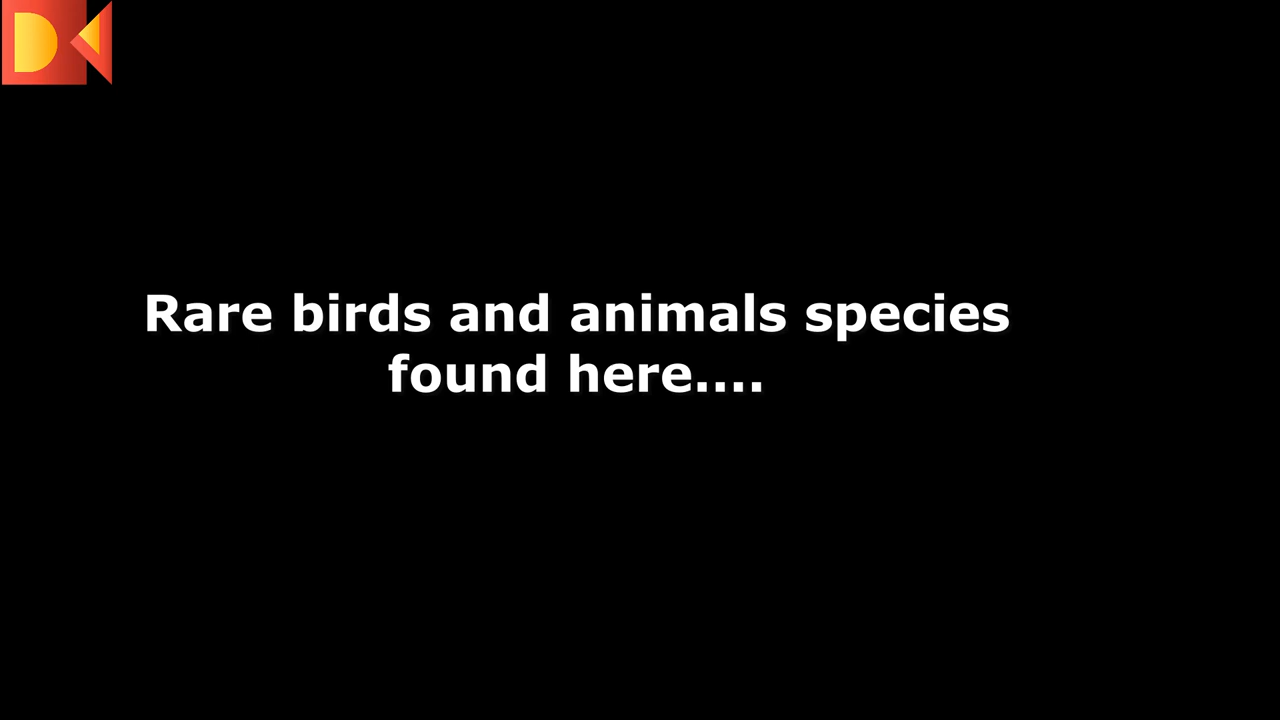 Rare birds and animals species
found here....